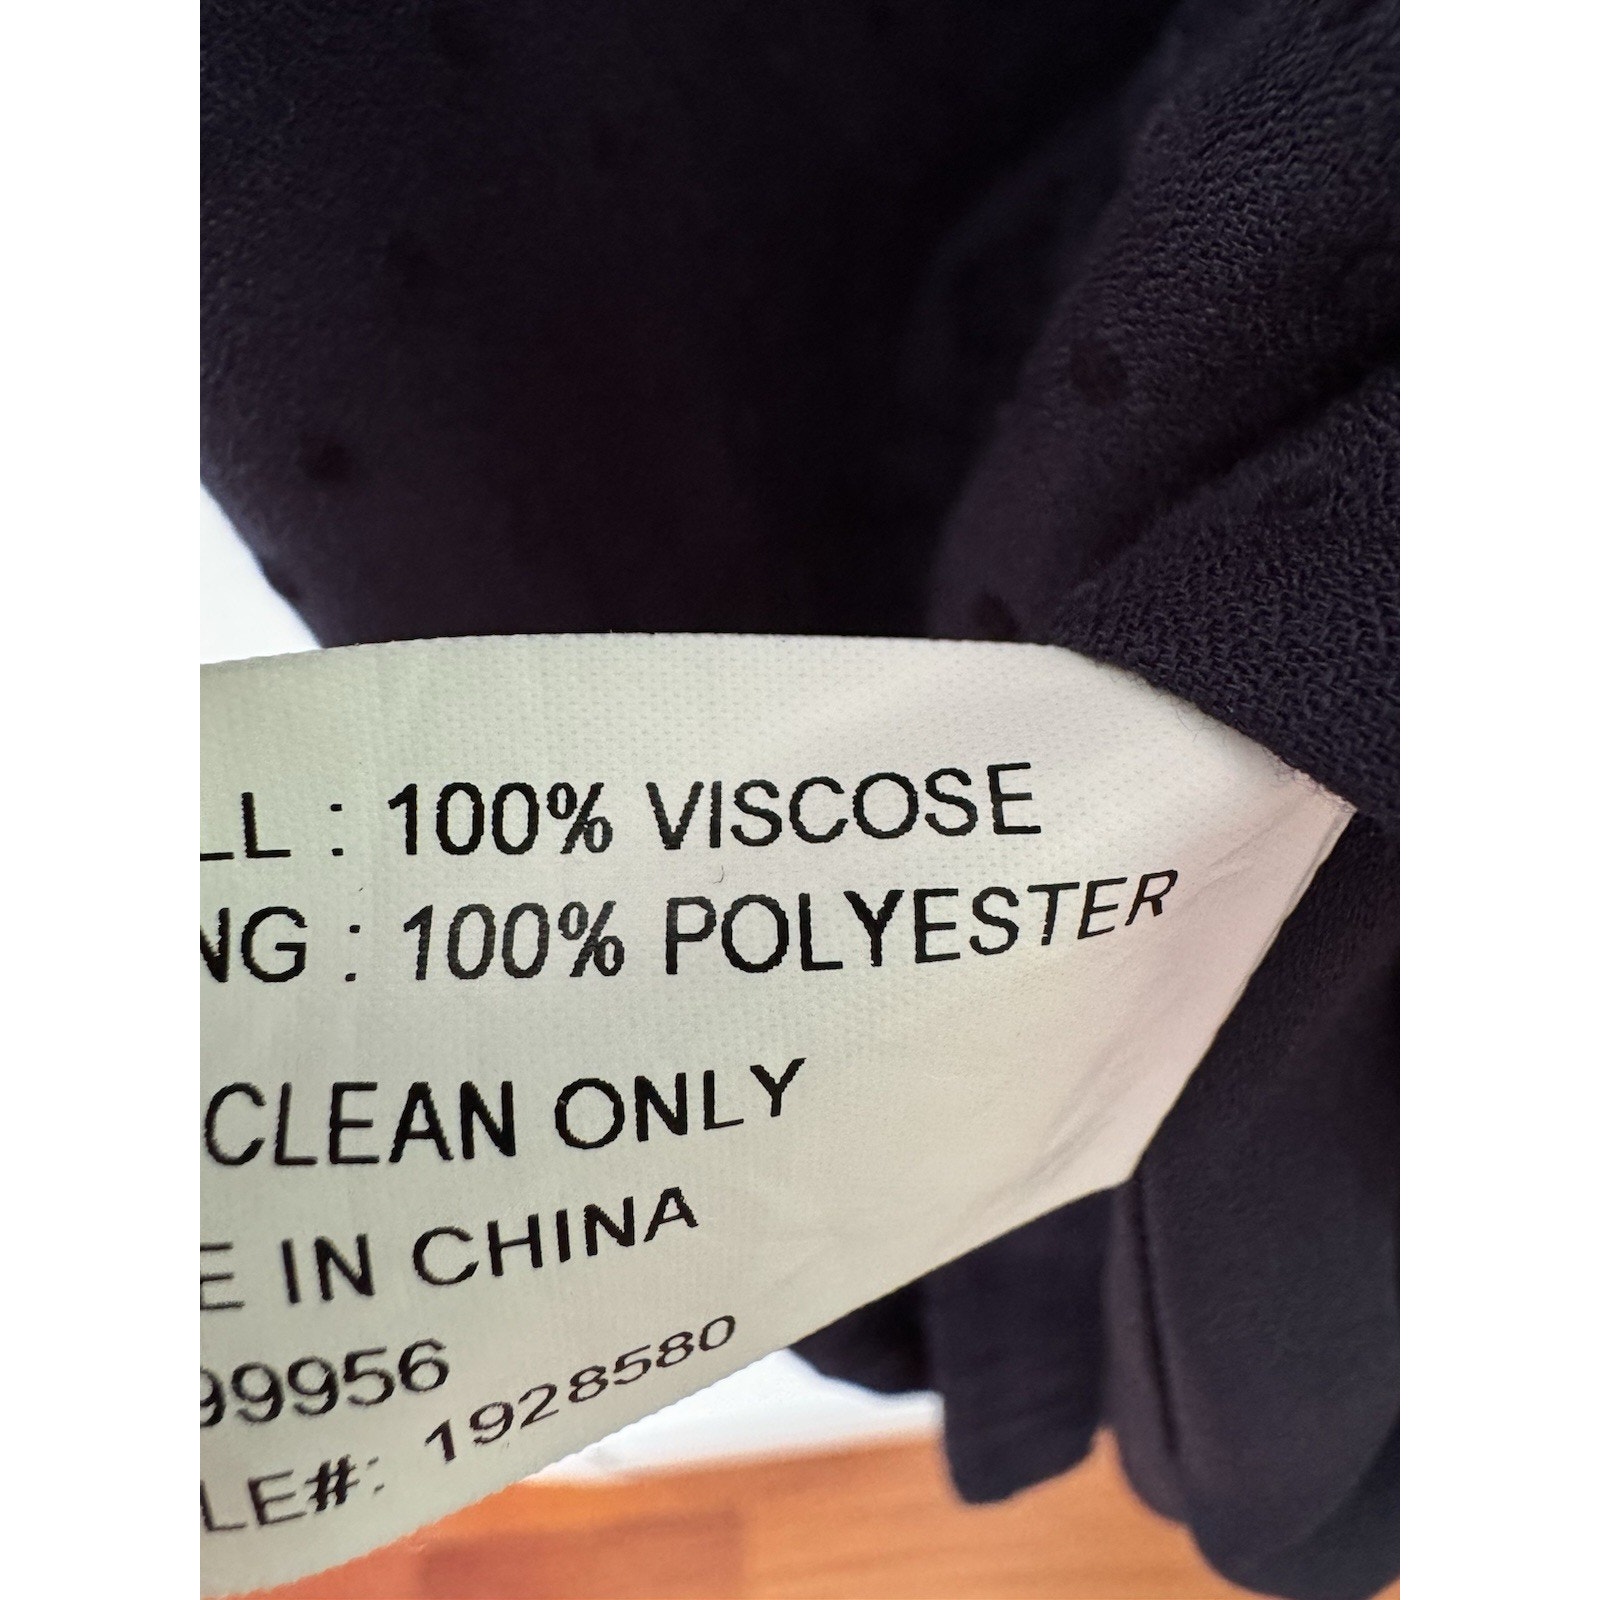 LL : 100% VISCOSE
NG : 100% POLYESTER
CLEAN ONLY
E IN CHINA
99956
LE#: 1928580